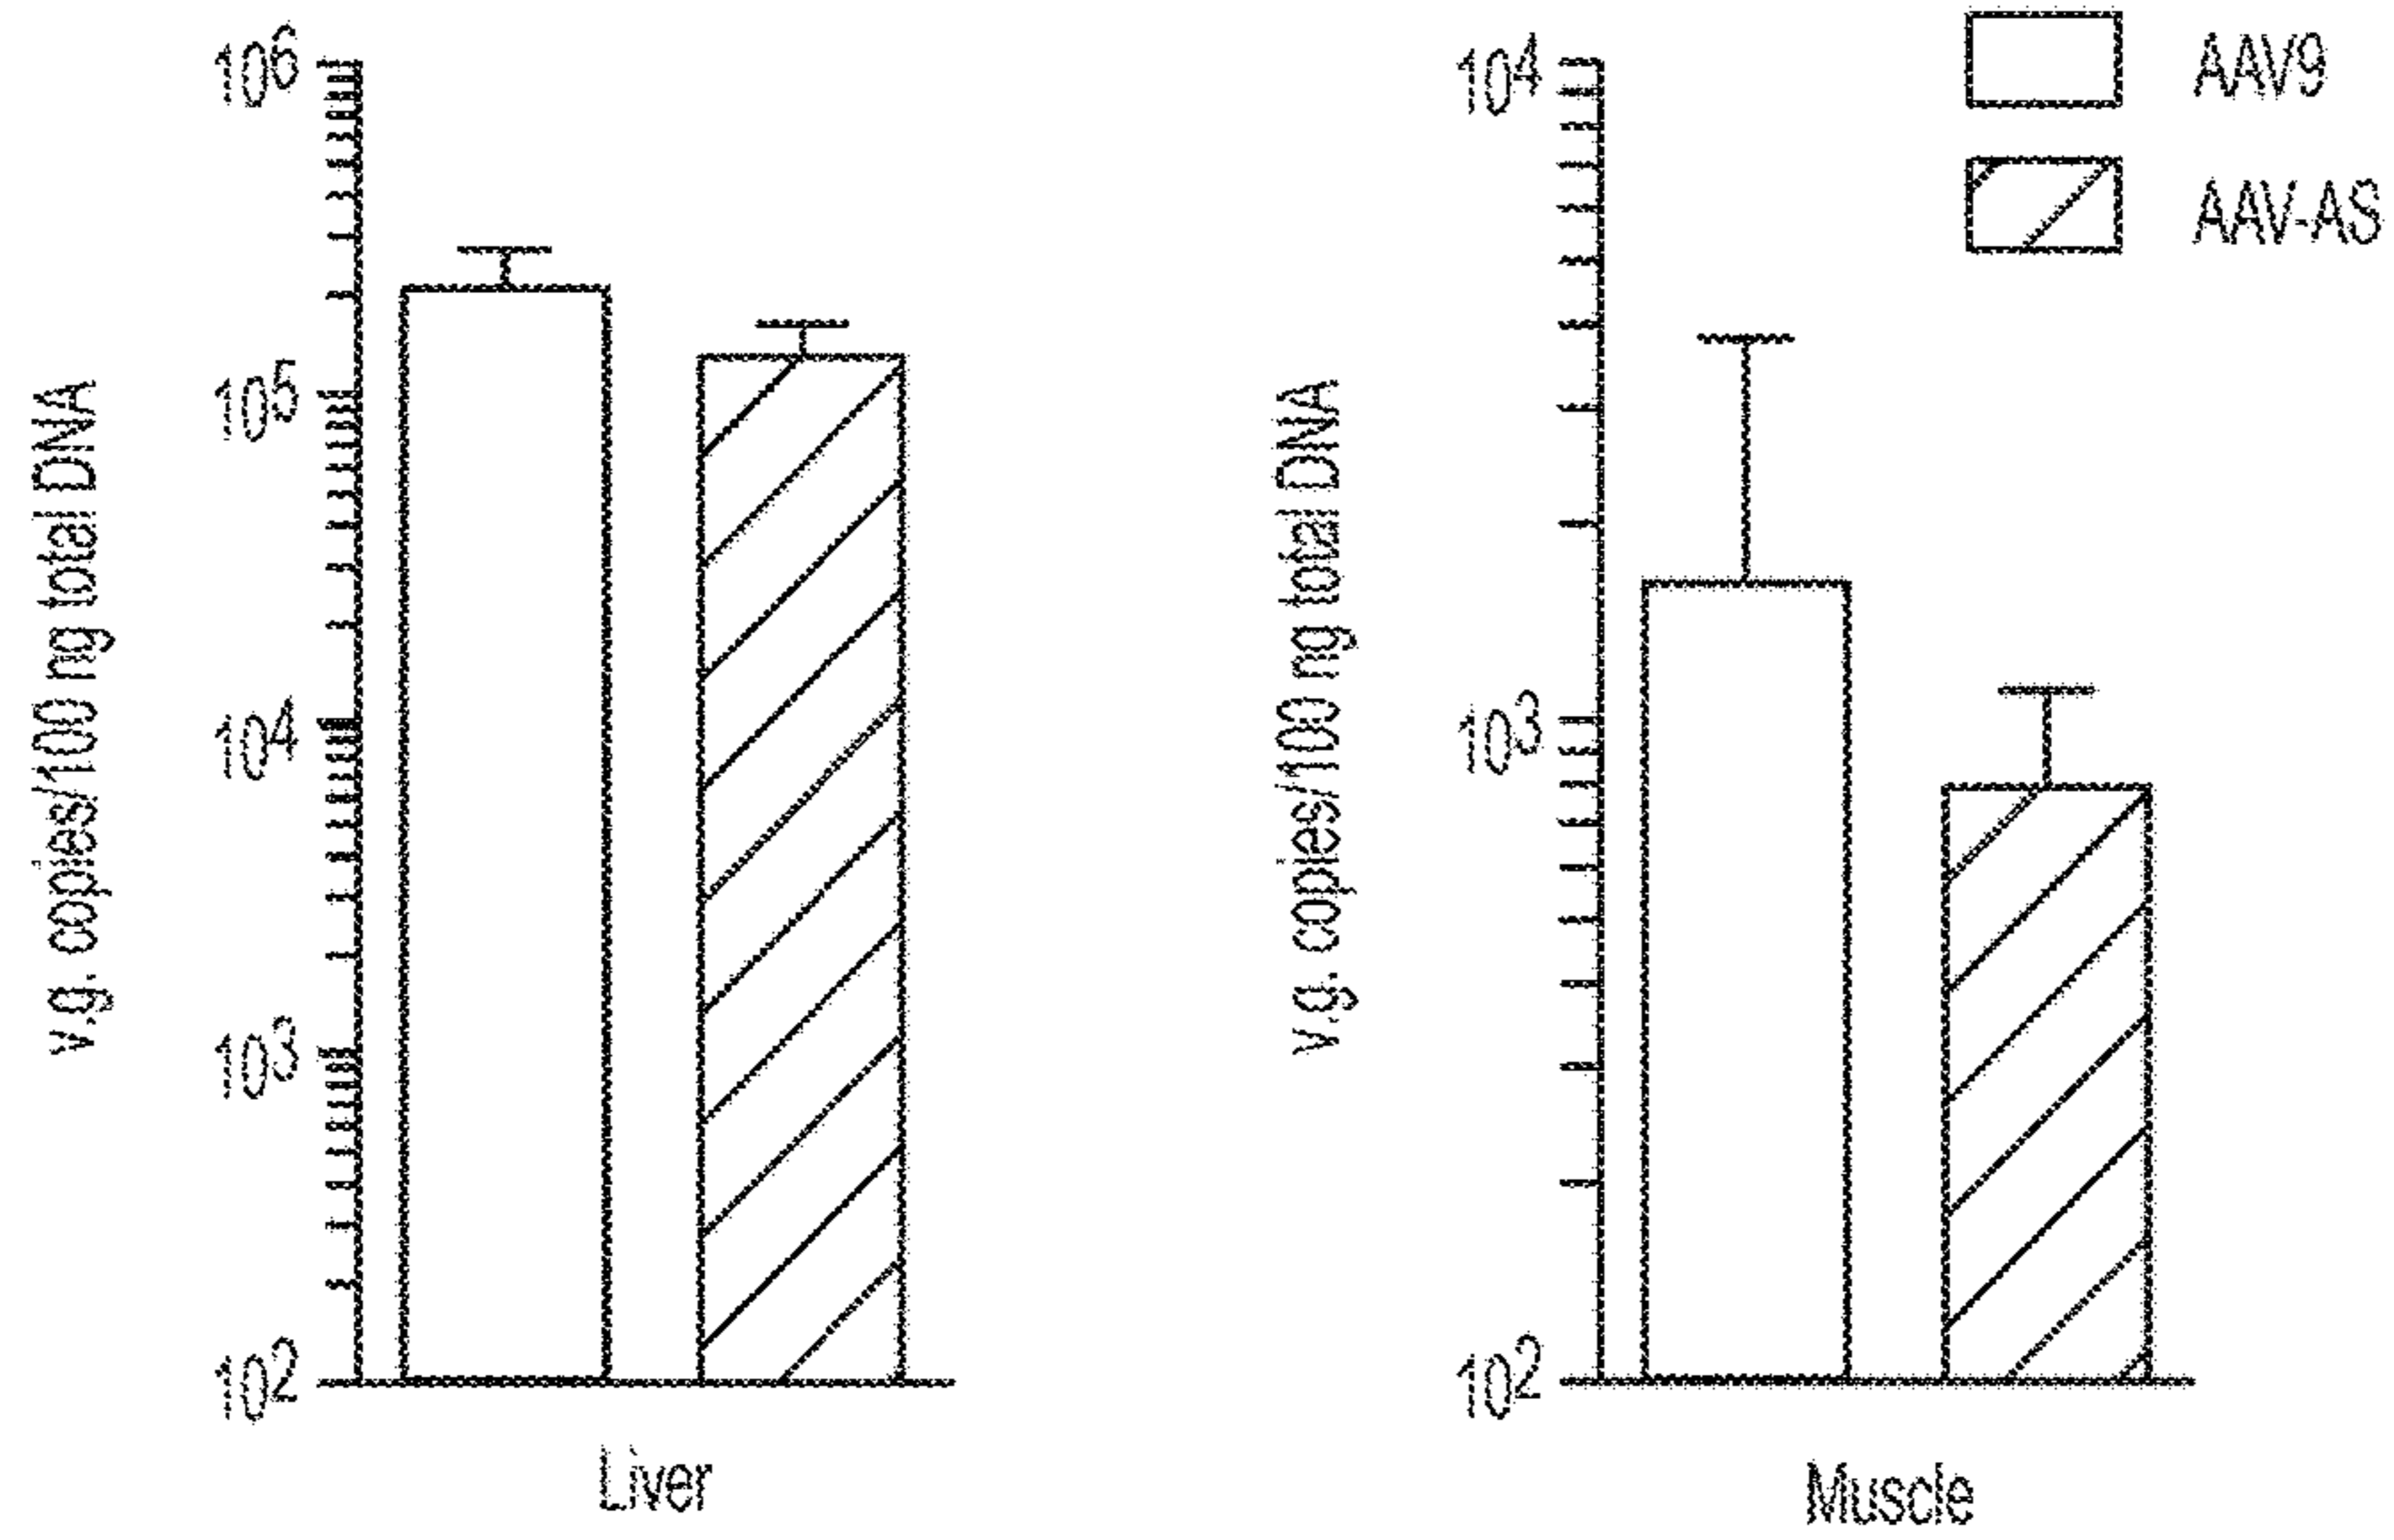 v.g. copies/100 ng total DNA
10⁶
10⁵
10⁴
10³
10²
Liver
v.g. copies/100 ng total DNA
10⁴
10³
10²
Muscle
AAV9
AAV-AS